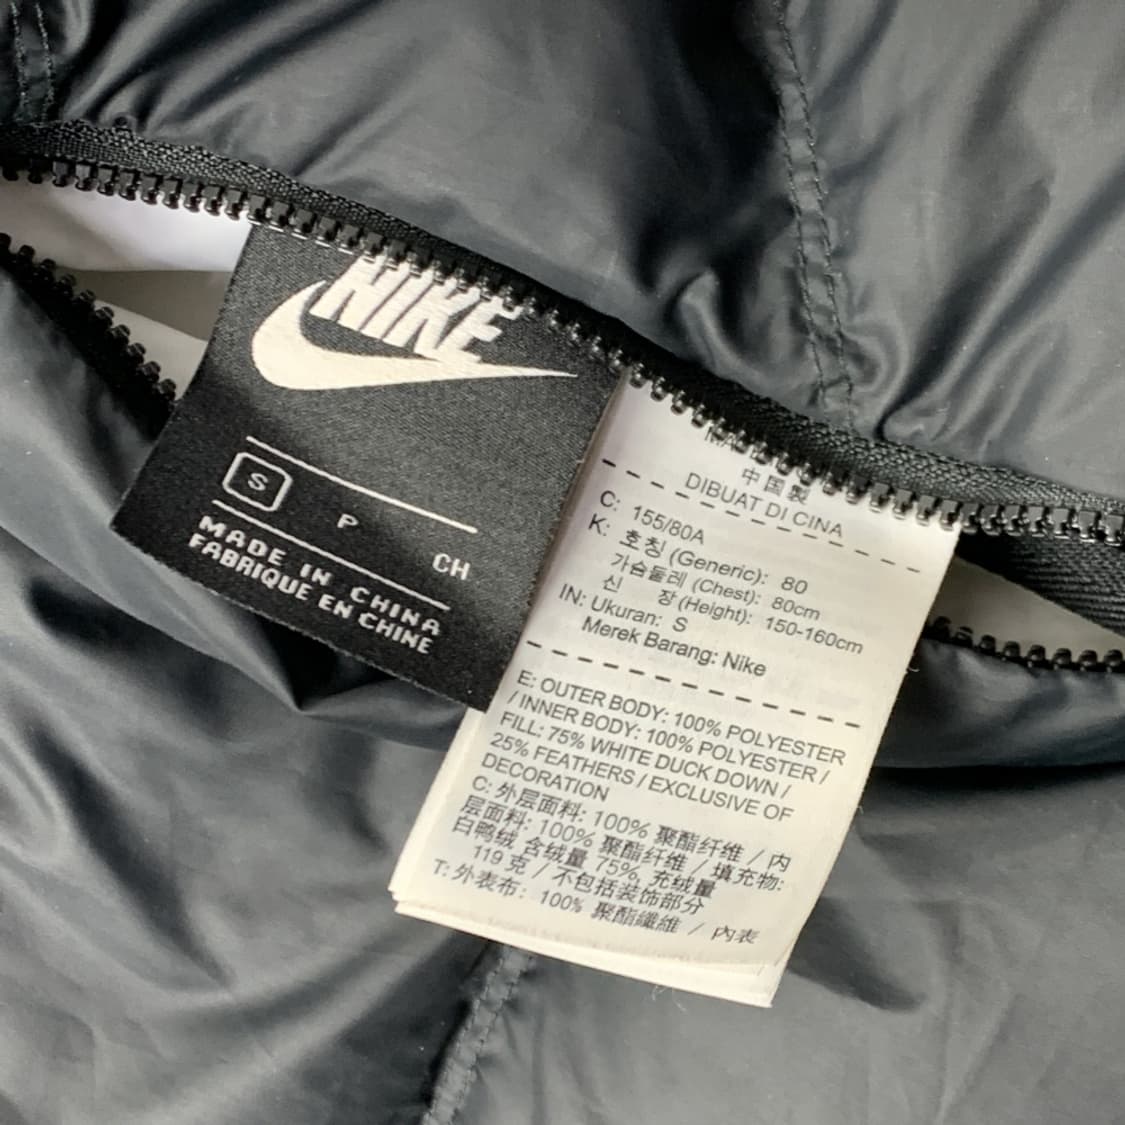 NIKE
S P CH
MADE IN CHINA
FABRIQUE EN CHINE
中国製
DIBUAT DI CINA
C: 155/80A
K: 호칭 (Generic): 80
가슴둘레 (Chest): 80cm
신 장 (Height): 150-160cm
IN: Ukuran: S
Merek Barang: Nike
E: OUTER BODY: 100% POLYESTER
/ INNER BODY: 100% POLYESTER /
FILL: 75% WHITE DUCK DOWN /
25% FEATHERS / EXCLUSIVE OF
DECORATION
C: 外层面料: 100% 聚酯纤维 / 内
层面料: 100% 聚酯纤维 / 填充物:
白鸭绒 含绒量 75%, 充绒量
119 克 / 不包括装饰部分
T: 外表布: 100% 聚酯纖維 / 內表